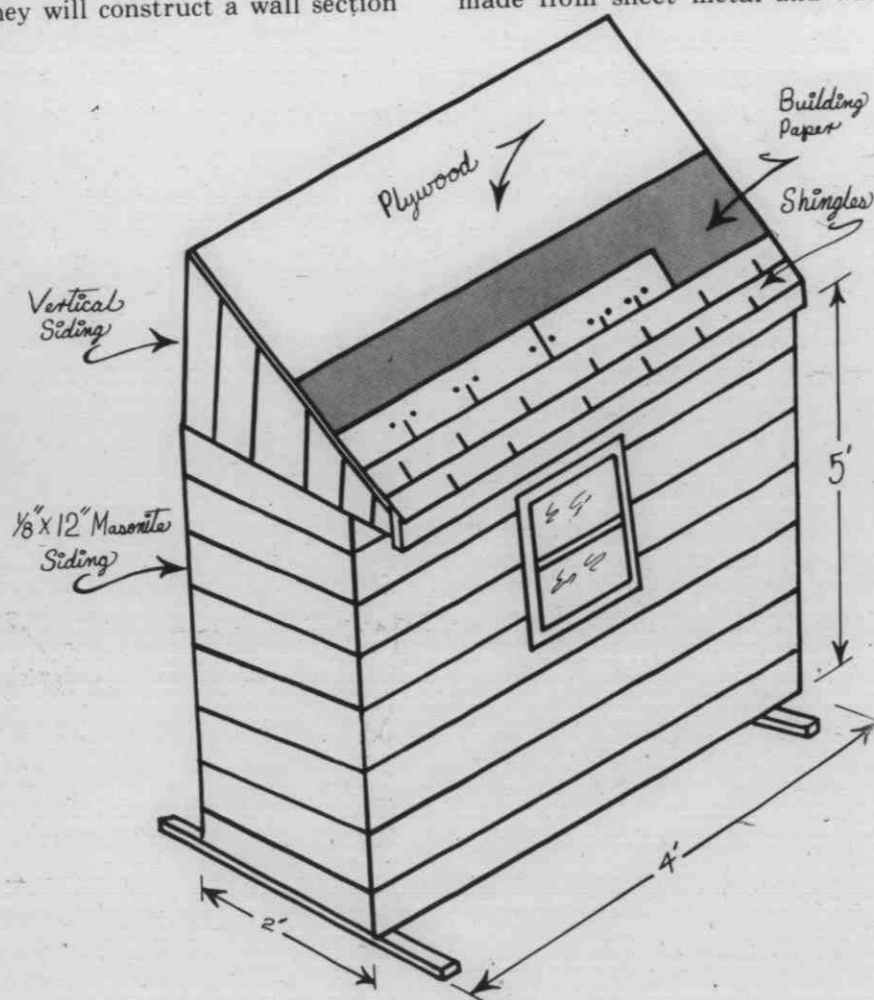 hey will construct a wall section
made from sheet metal and
Building
Paper
Plywood
Shingles
Vertical
Siding
5'
⅛" x 12" Masonite
Siding
4'
2'